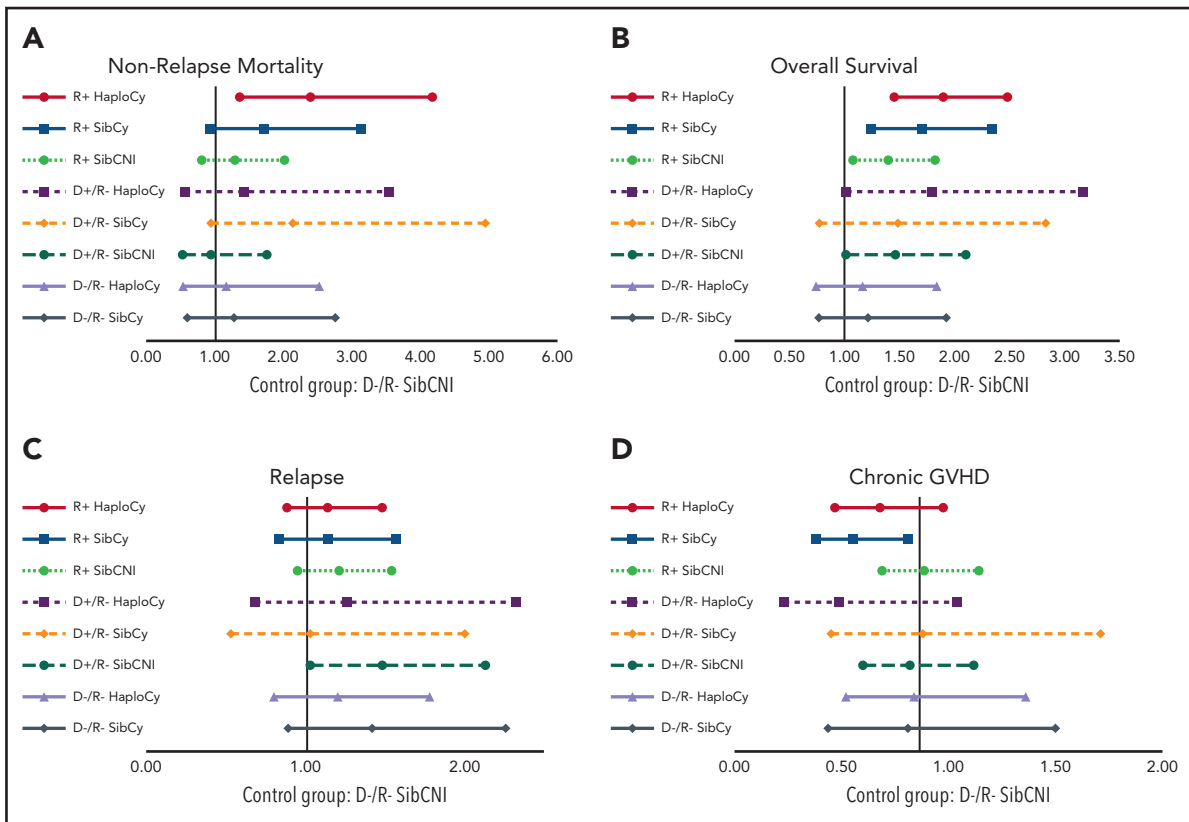 A
Non-Relapse Mortality
R+ HaploCy
R+ SibCy
R+ SibCNI
D+/R- HaploCy
D+/R- SibCy
D+/R- SibCNI
D-/R- HaploCy
D-/R- SibCy
0.00 1.00 2.00 3.00 4.00 5.00 6.00
Control group: D-/R- SibCNI
B
Overall Survival
R+ HaploCy
R+ SibCy
R+ SibCNI
D+/R- HaploCy
D+/R- SibCy
D+/R- SibCNI
D-/R- HaploCy
D-/R- SibCy
0.00 0.50 1.00 1.50 2.00 2.50 3.00 3.50
Control group: D-/R- SibCNI
C
Relapse
R+ HaploCy
R+ SibCy
R+ SibCNI
D+/R- HaploCy
D+/R- SibCy
D+/R- SibCNI
D-/R- HaploCy
D-/R- SibCy
0.00 1.00 2.00
Control group: D-/R- SibCNI
D
Chronic GVHD
R+ HaploCy
R+ SibCy
R+ SibCNI
D+/R- HaploCy
D+/R- SibCy
D+/R- SibCNI
D-/R- HaploCy
D-/R- SibCy
0.00 0.50 1.00 1.50 2.00
Control group: D-/R- SibCNI